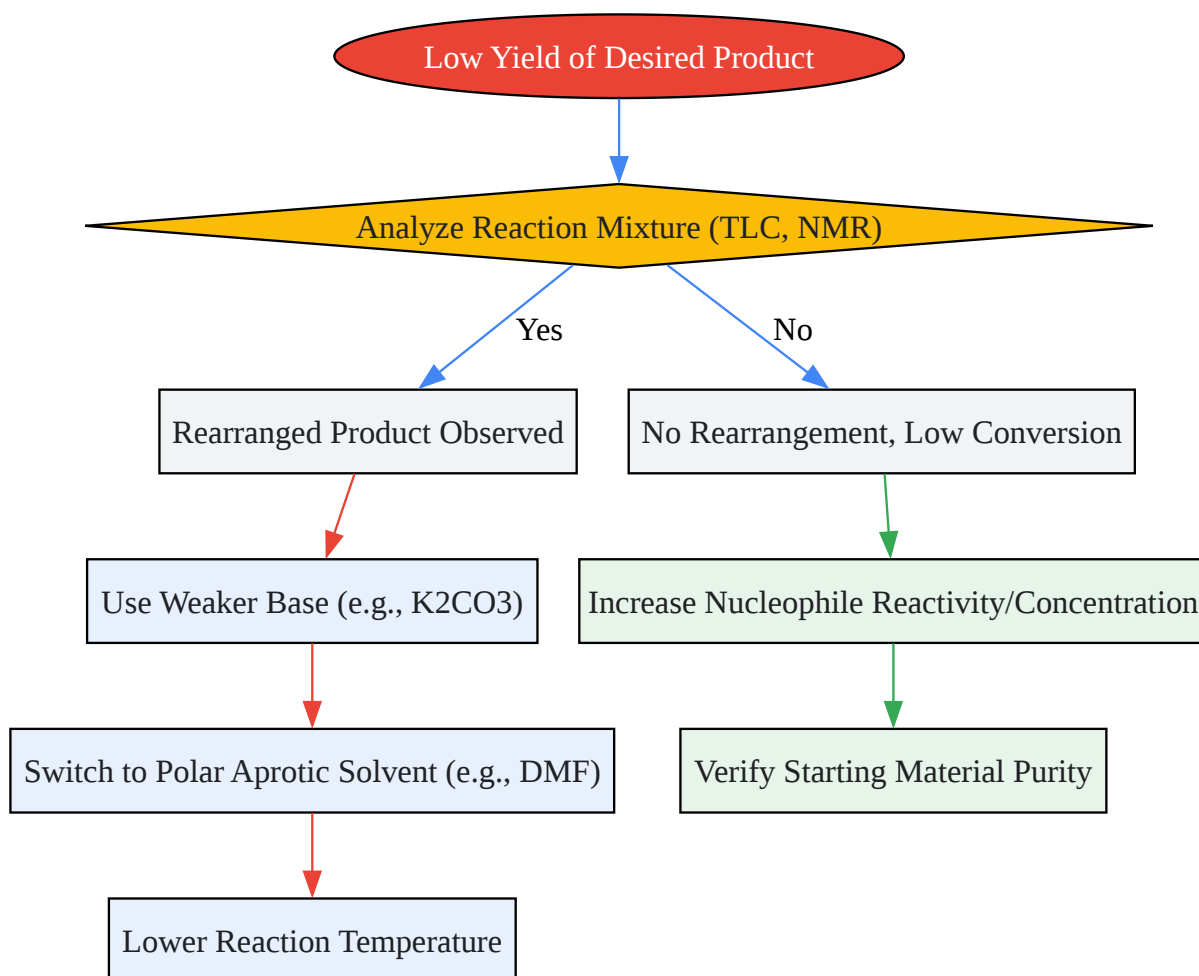 Low Yield of Desired Product
Analyze Reaction Mixture (TLC, NMR)
Yes
No
Rearranged Product Observed
No Rearrangement, Low Conversion
Use Weaker Base (e.g., K2CO3)
Increase Nucleophile Reactivity/Concentration
Switch to Polar Aprotic Solvent (e.g., DMF)
Verify Starting Material Purity
Lower Reaction Temperature